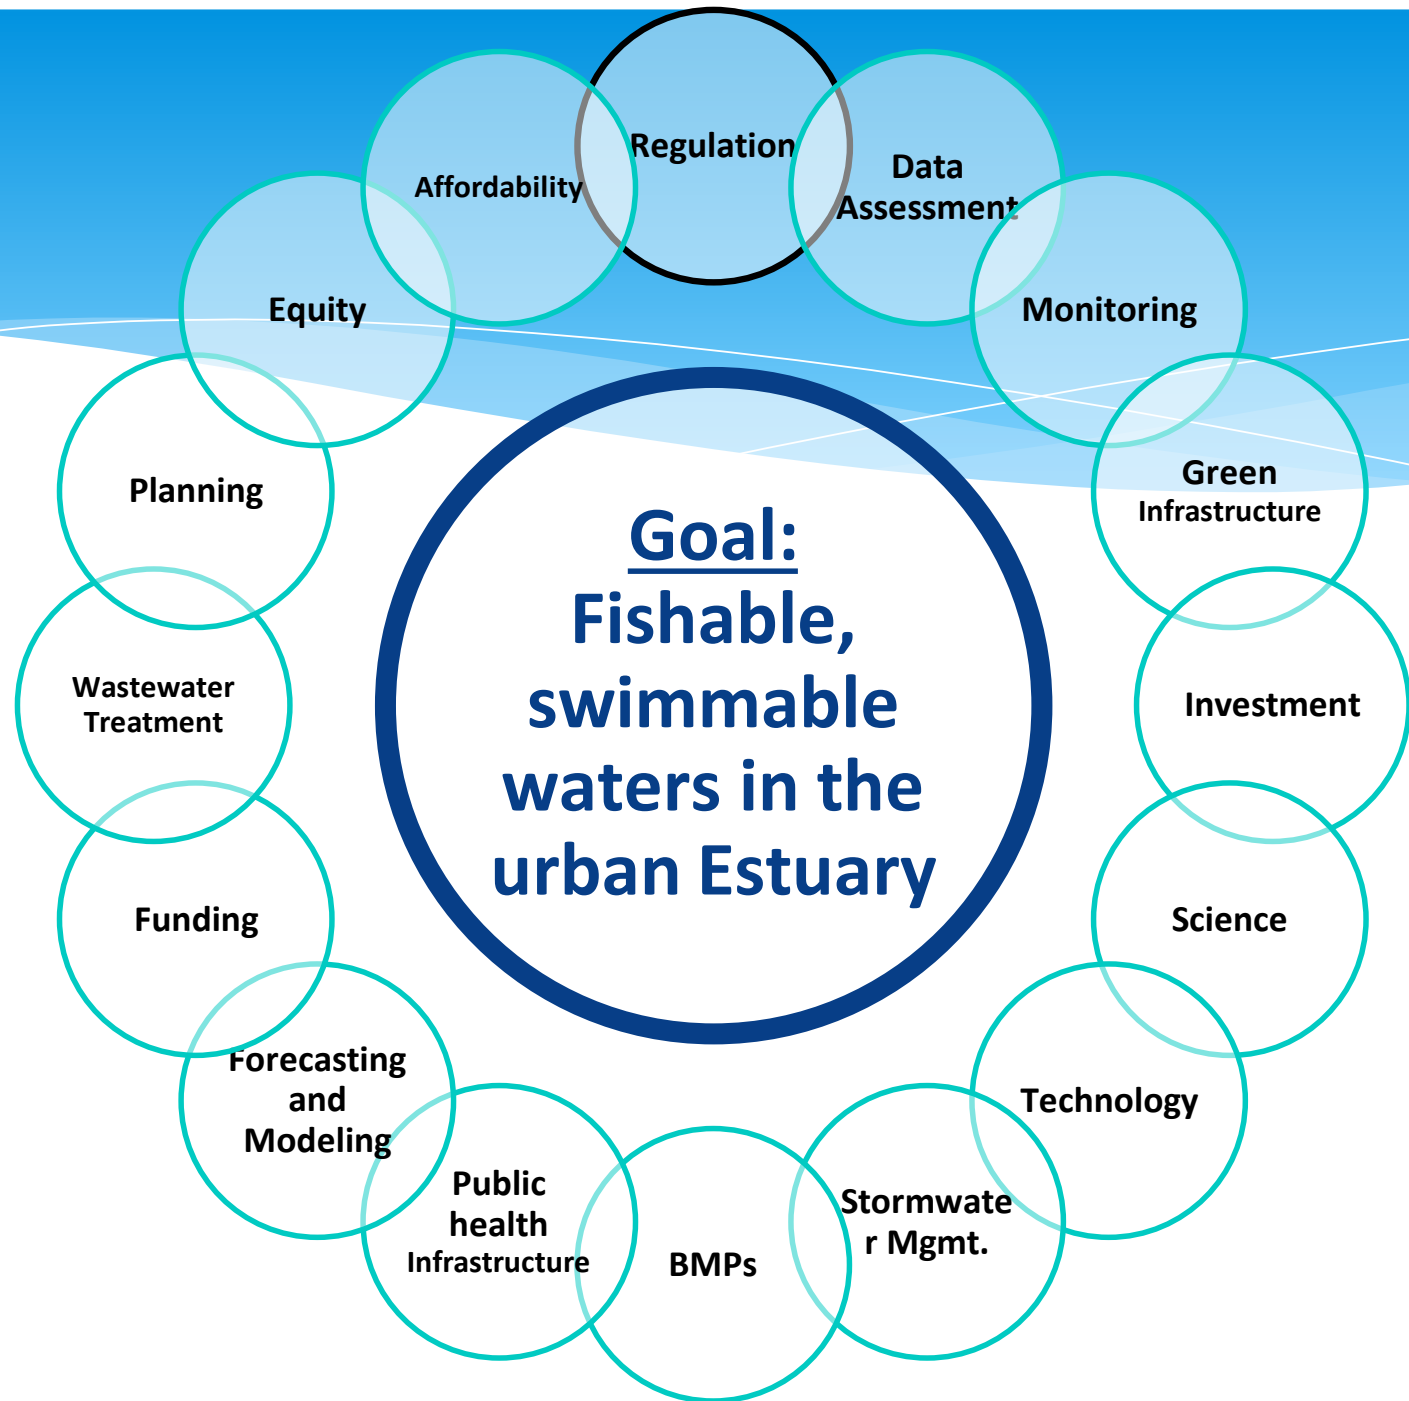 Regulation
Data
Assessment
Monitoring
Green
Infrastructure
Investment
Science
Technology
Stormwate
r Mgmt.
BMPs
Public
health
Infrastructure
Forecasting
and
Modeling
Funding
Wastewater
Treatment
Planning
Equity
Affordability
Goal:
Fishable,
swimmable
waters in the
urban Estuary